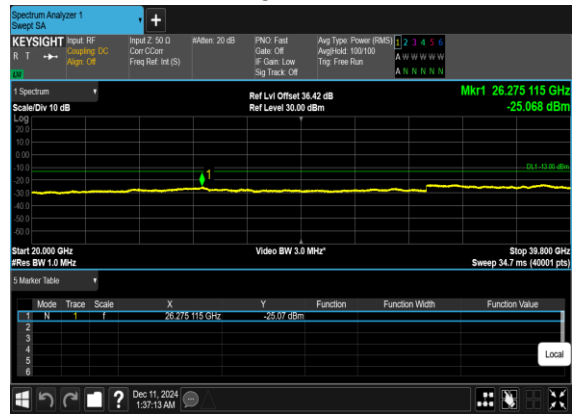 Spectrum Analyzer 1
Swept SA
+
KEYSIGHT Input: RF Input Z: 50 Ω #Atten: 20 dB PNO: Fast Avg Type: Power (RMS) 1 2 3 4 5 6
R T Coupling: DC Corr CCorr Gate: Off Avg|Hold: 100/100 A W W W W W
Align: Off Freq Ref: Int (S) IF Gain: Low Trig: Free Run
Sig Track: Off A N N N N N
1 Spectrum Ref Lvl Offset 36.42 dB Mkr1 26.275 115 GHz
Scale/Div 10 dB Ref Level 30.00 dBm -25.068 dBm
Log
20.0
10.0
0.00
-10.0
DL1 -13.00 dBm
1
-20.0
-30.0
-40.0
-50.0
-60.0
Start 20.000 GHz Video BW 3.0 MHz* Stop 39.800 GHz
#Res BW 1.0 MHz Sweep 34.7 ms (40001 pts)
5 Marker Table
Mode Trace Scale X Y Function Function Width Function Value
1 N 1 f 26.275 115 GHz -25.07 dBm
2
3
4
5
6
Local
? Dec 11, 2024
1:37:13 AM